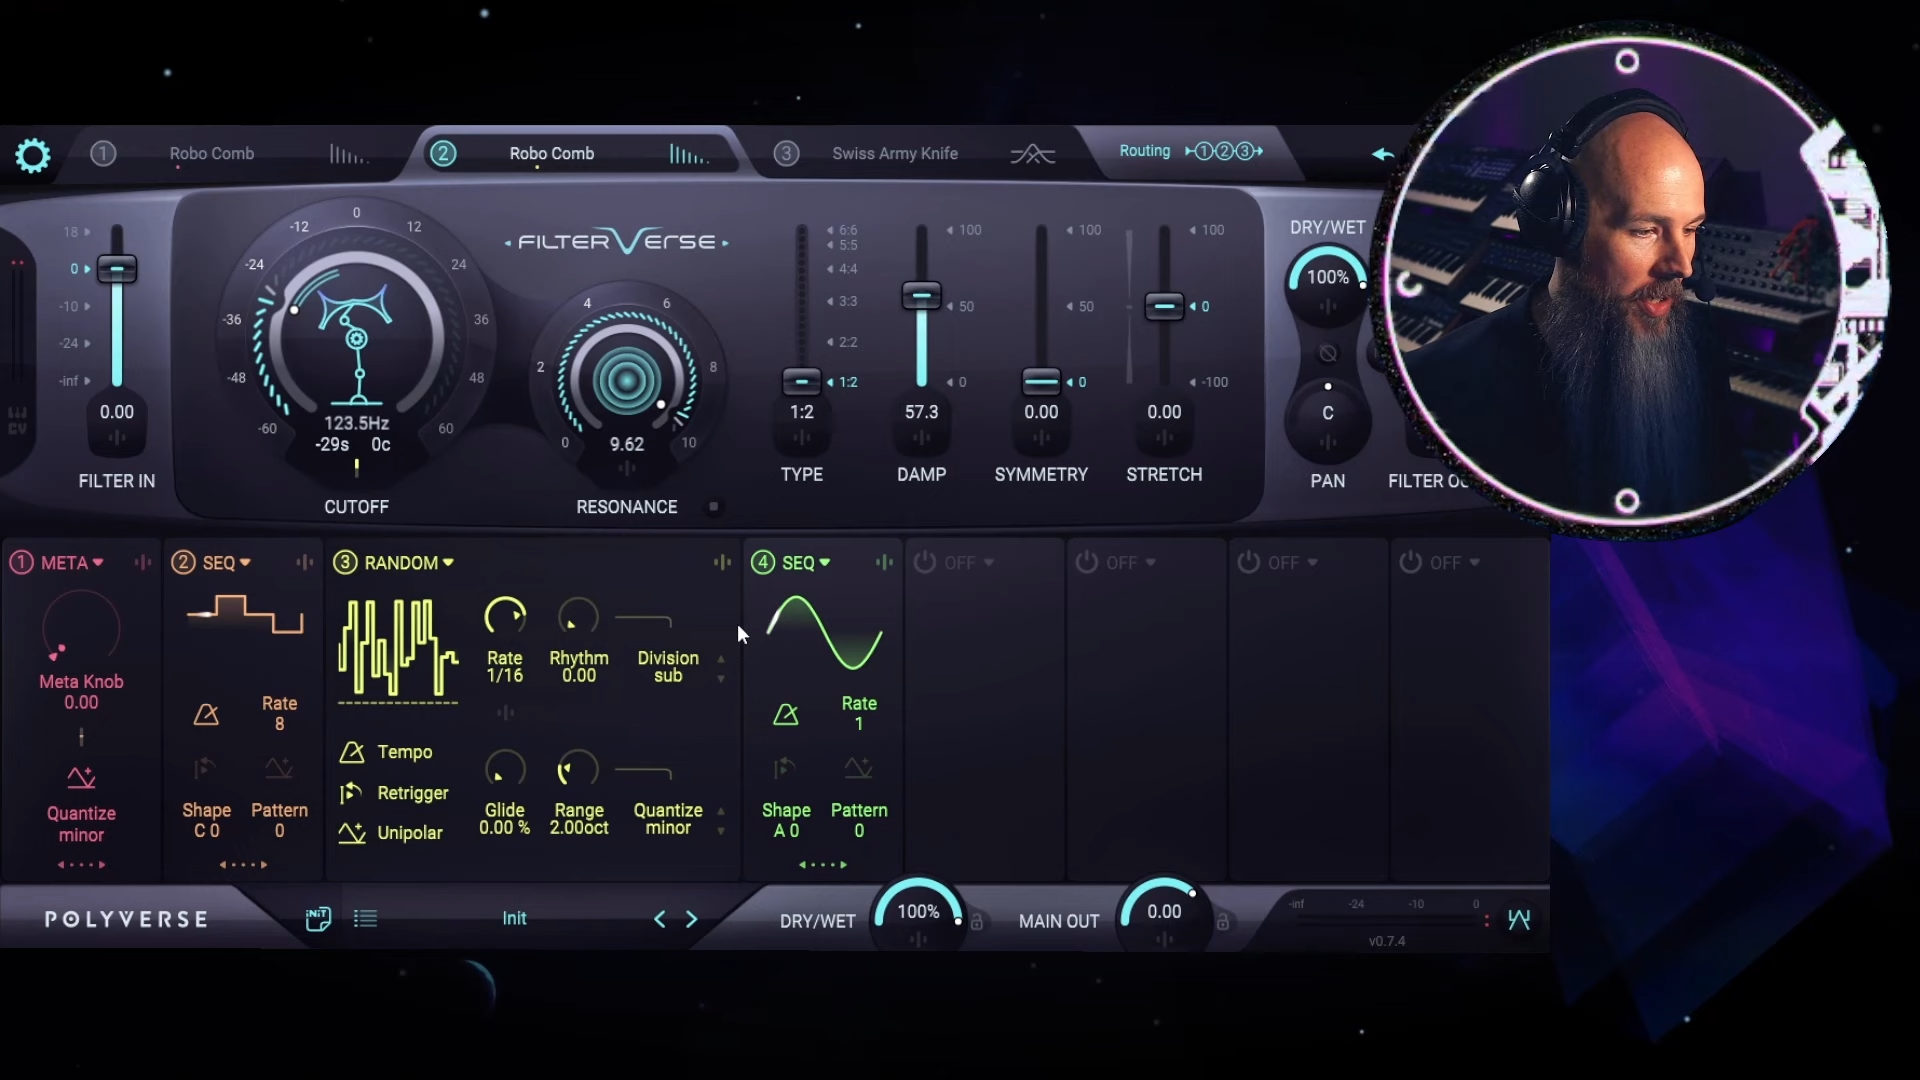 1 Robo Comb
2 Robo Comb
3 Swiss Army Knife
Routing 1 2 3
18
0
-10
-24
-inf
0.00
FILTER IN
0
-12 12
-24 24
-36 36
-48 48
-60 60
123.5Hz
-29s 0c
CUTOFF
FILTERVERSE
4 6
2 8
0 10
9.62
RESONANCE
6:6
5:5
4:4
3:3
2:2
1:2
1:2
TYPE
100
50
0
57.3
DAMP
100
50
0
0.00
SYMMETRY
100
0
-100
0.00
STRETCH
DRY/WET
100%
C
PAN
FILTER O
CV
1 META
Meta Knob
0.00
Quantize
minor
2 SEQ
Rate
8
Shape Pattern
C 0 0
3 RANDOM
Rate Rhythm Division
1/16 0.00 sub
Tempo
Retrigger
Unipolar
Glide Range Quantize
0.00 % 2.00oct minor
4 SEQ
Rate
1
Shape Pattern
A 0 0
OFF
OFF
OFF
OFF
POLYVERSE
INIT
Init
DRY/WET 100%
MAIN OUT 0.00
-inf -24 -10 0
v0.7.4